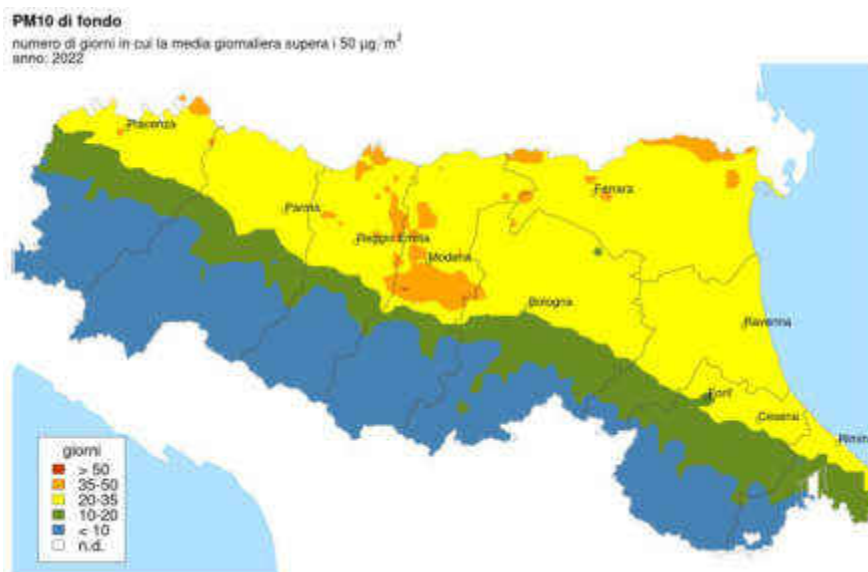 PM10 di fondo
numero di giorni in cui la media giornaliera supera i 50 µg/m²
anno: 2022
Piacenza
Parma
Reggio Emilia
Modena
Ferrara
Bologna
Ravenna
Forlì
Cesena
Rimini
giorni
> 50
35-50
20-35
10-20
< 10
n.d.